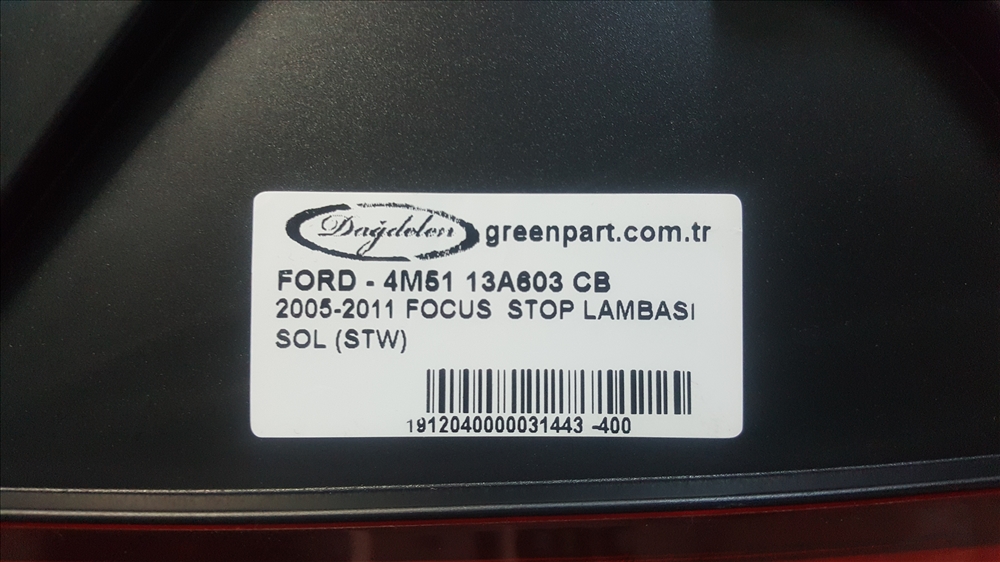 Dağdelen greenpart.com.tr
FORD - 4M51 13A603 CB
2005-2011 FOCUS STOP LAMBASI
SOL (STW)
1912040000031443 -400